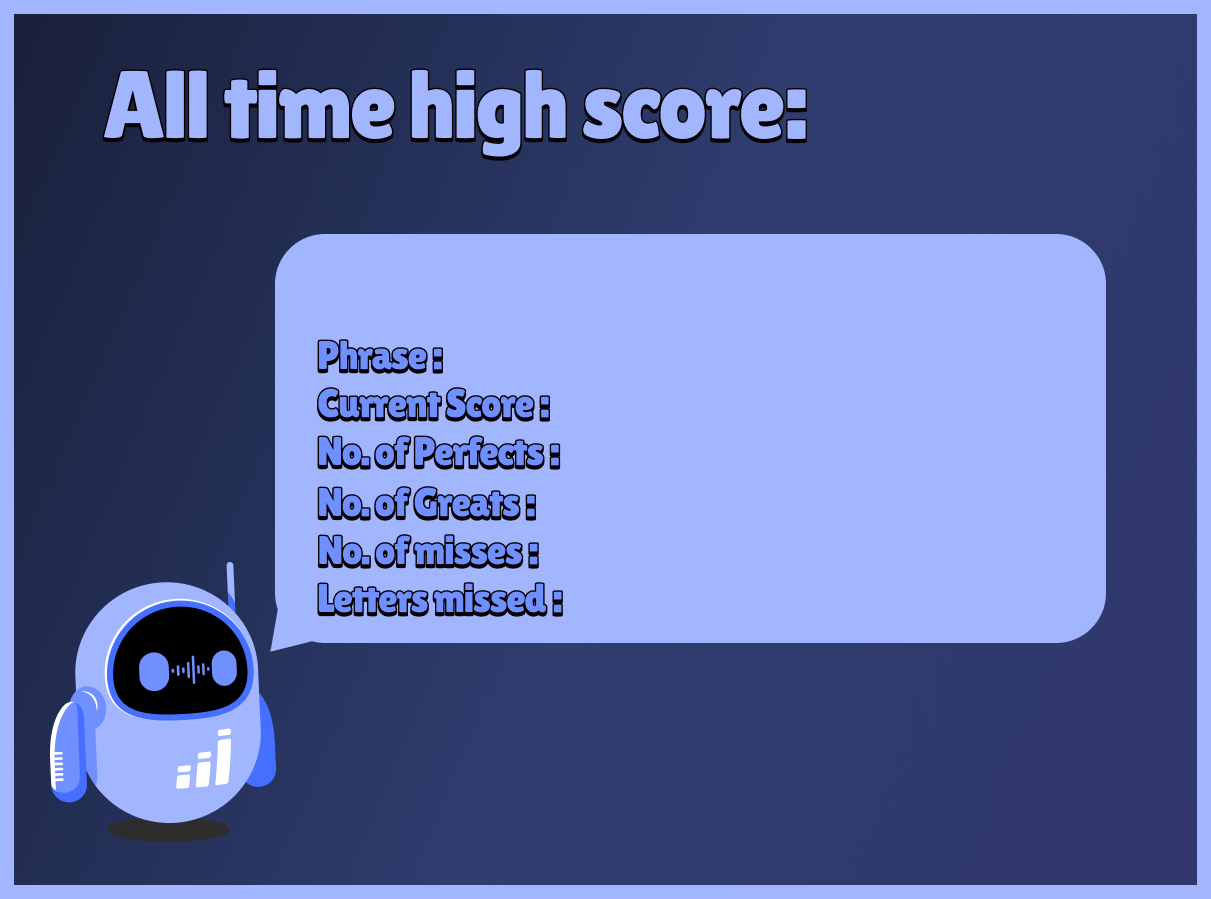 All time high score:
Phrase :
Current Score :
No. of Perfects :
No. of Greats :
No. of misses :
Letters missed :